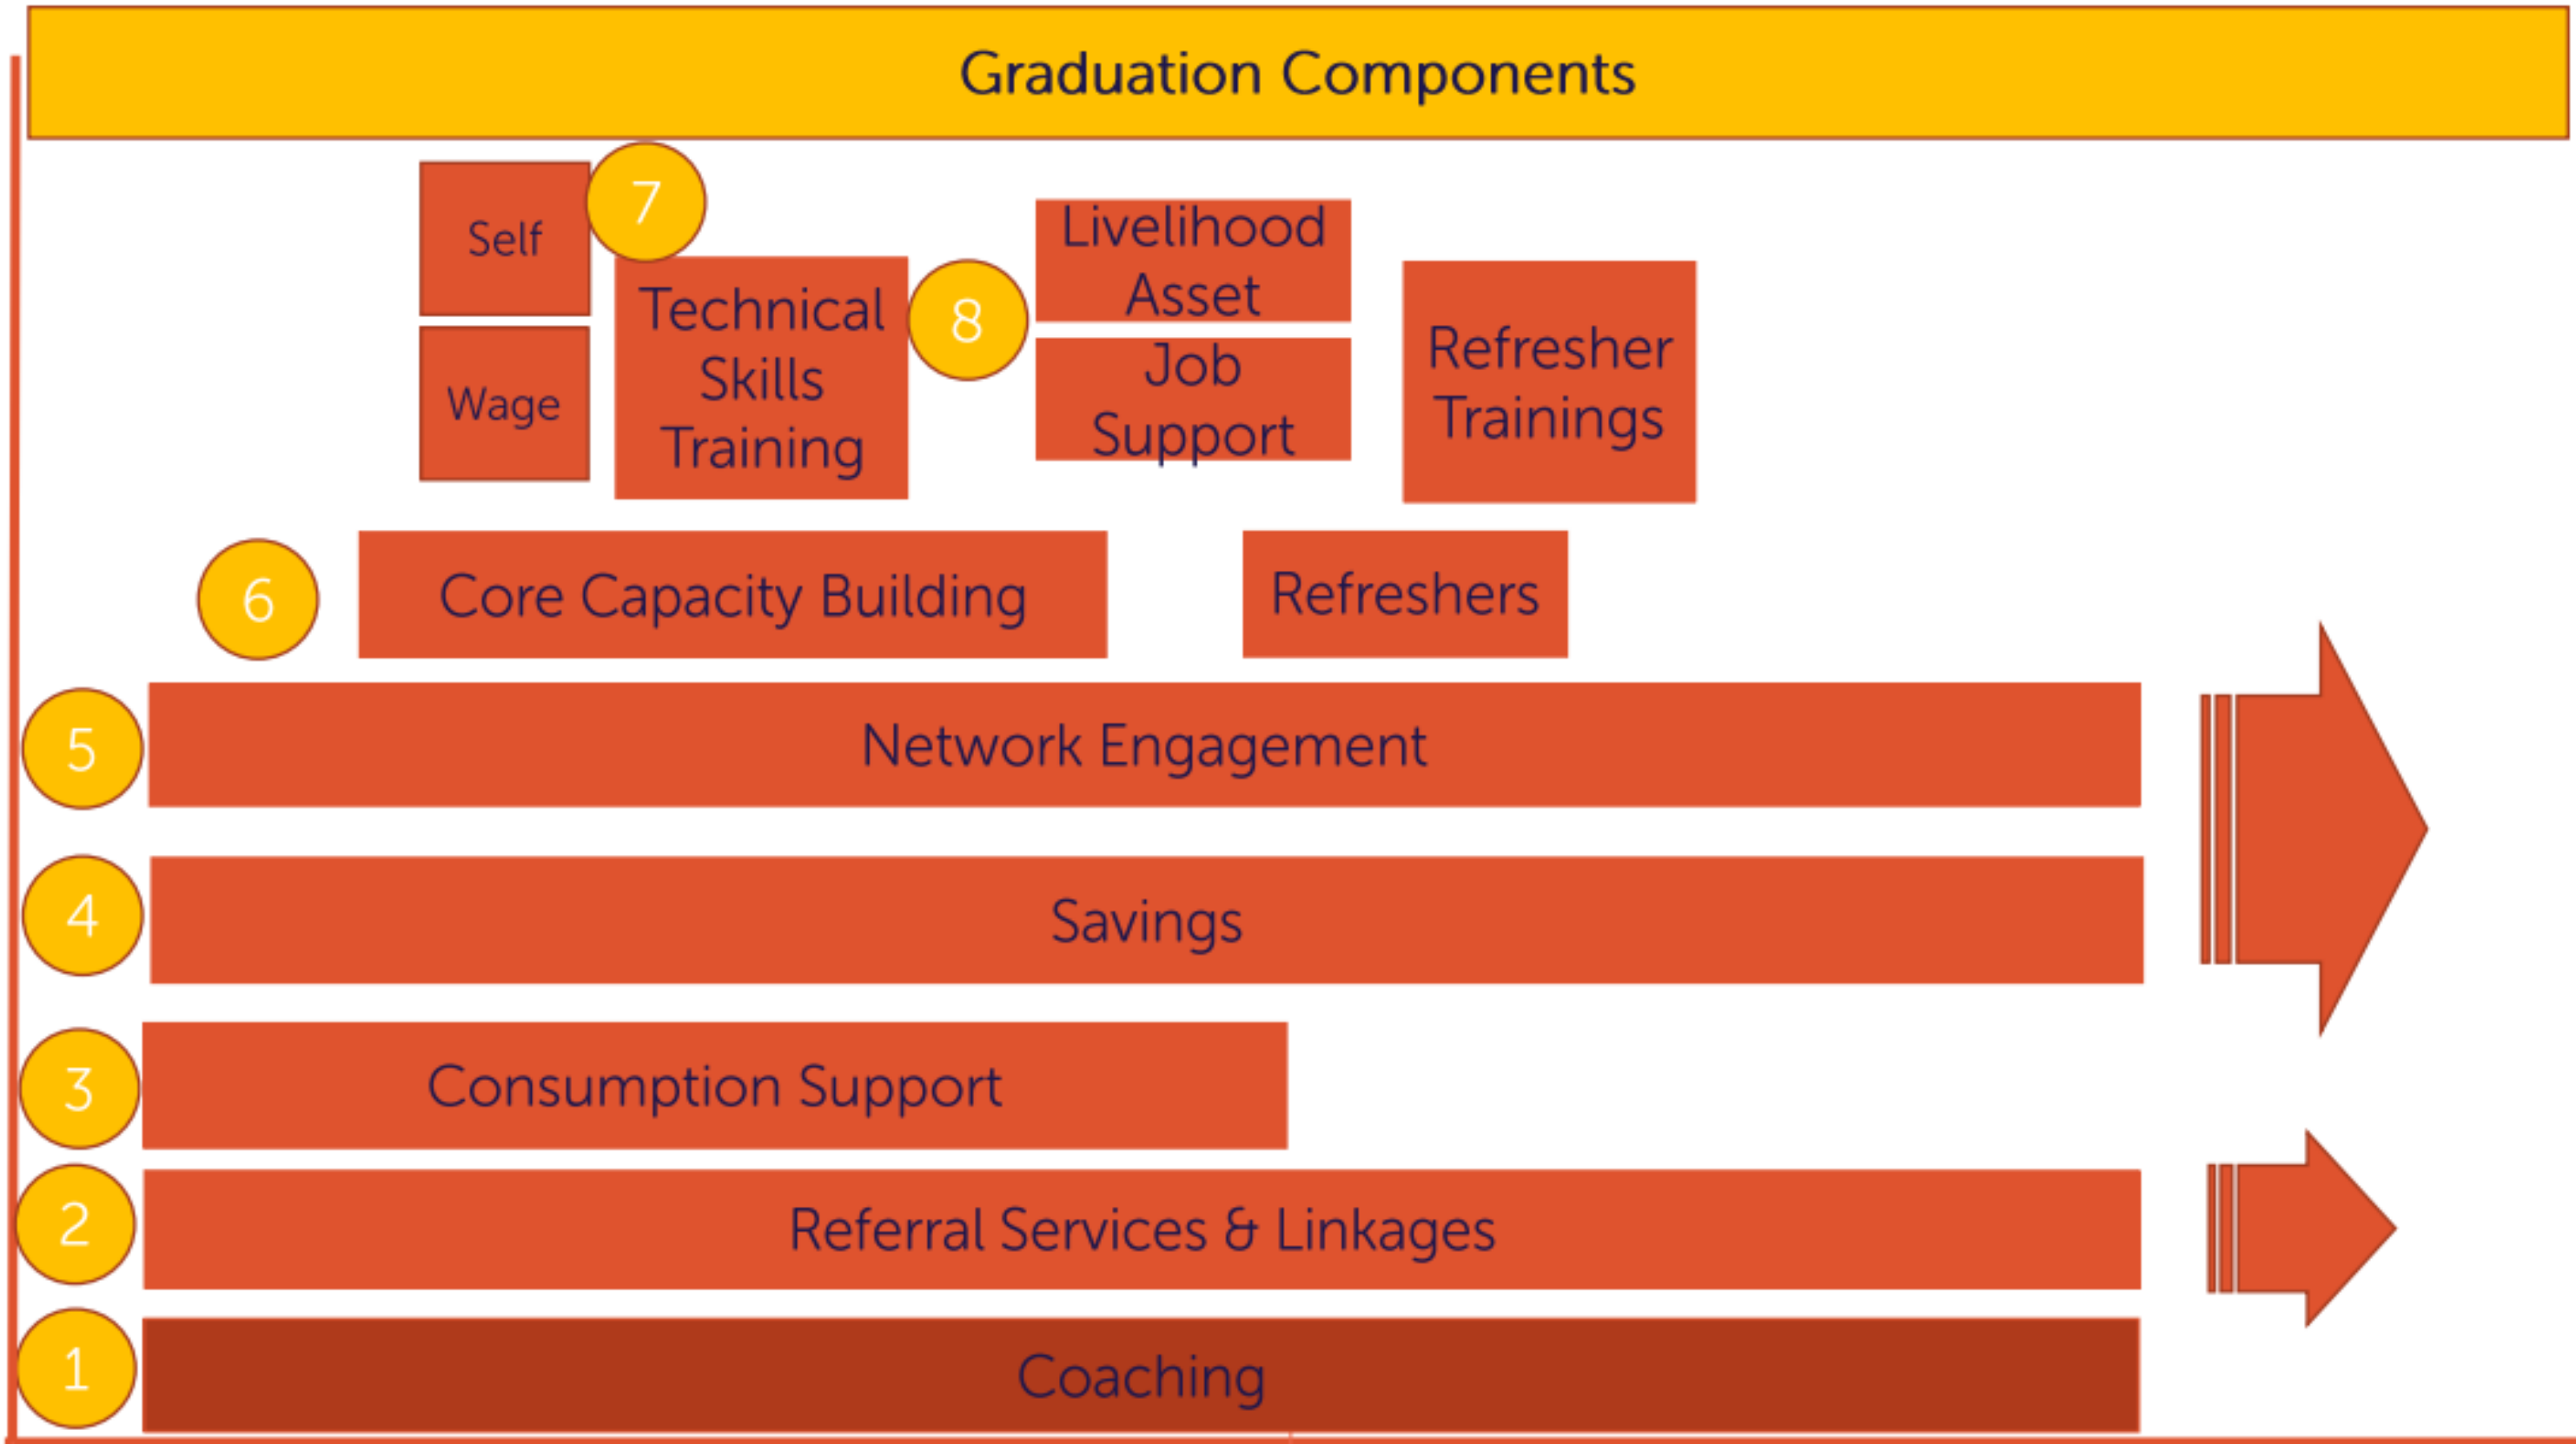 Graduation Components
Self
7
Wage
Technical
Skills
Training
8
Livelihood
Asset
Job
Support
Refresher
Trainings
6
Core Capacity Building
Refreshers
5
Network Engagement
4
Savings
3
Consumption Support
2
Referral Services & Linkages
1
Coaching